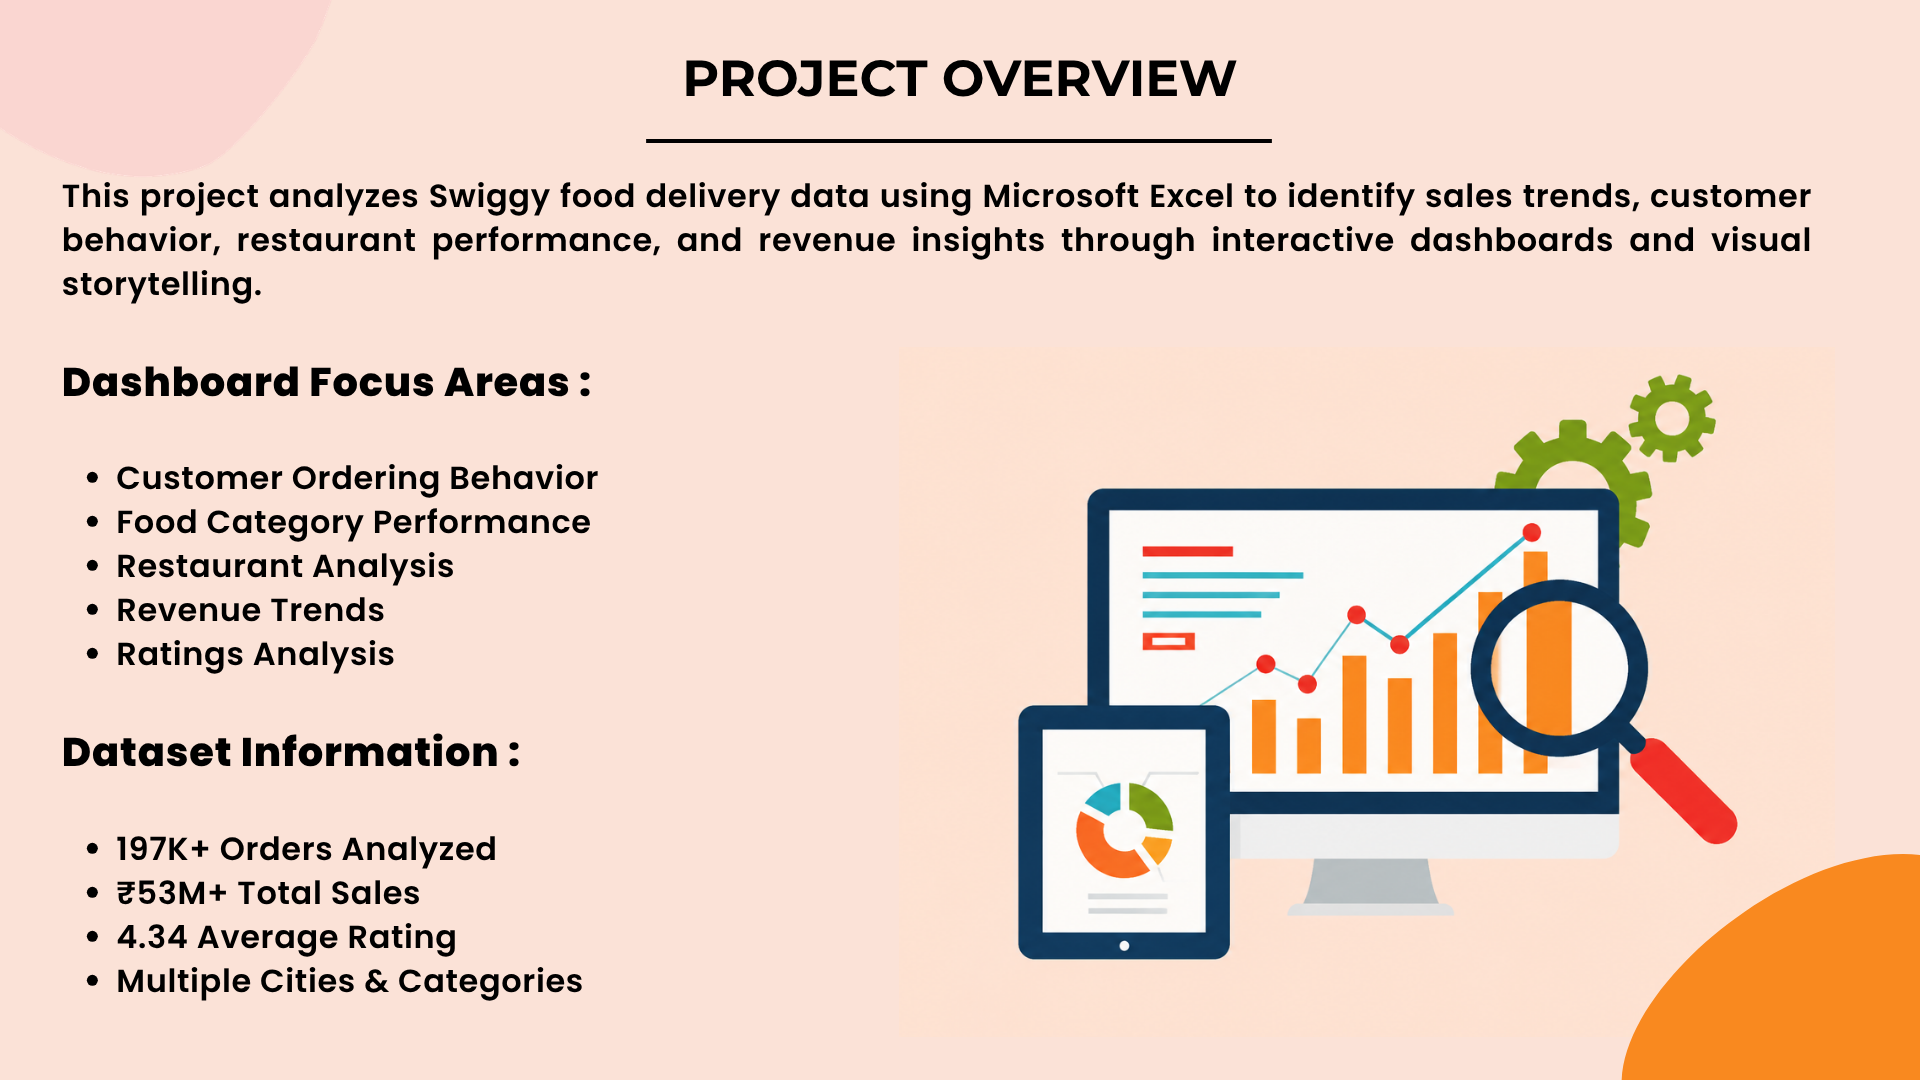 PROJECT OVERVIEW
This project analyzes Swiggy food delivery data using Microsoft Excel to identify sales trends, customer
behavior, restaurant performance, and revenue insights through interactive dashboards and visual
storytelling.
Dashboard Focus Areas :
• Customer Ordering Behavior
• Food Category Performance
• Restaurant Analysis
• Revenue Trends
• Ratings Analysis
Dataset Information :
• 197K+ Orders Analyzed
• ₹53M+ Total Sales
• 4.34 Average Rating
• Multiple Cities & Categories